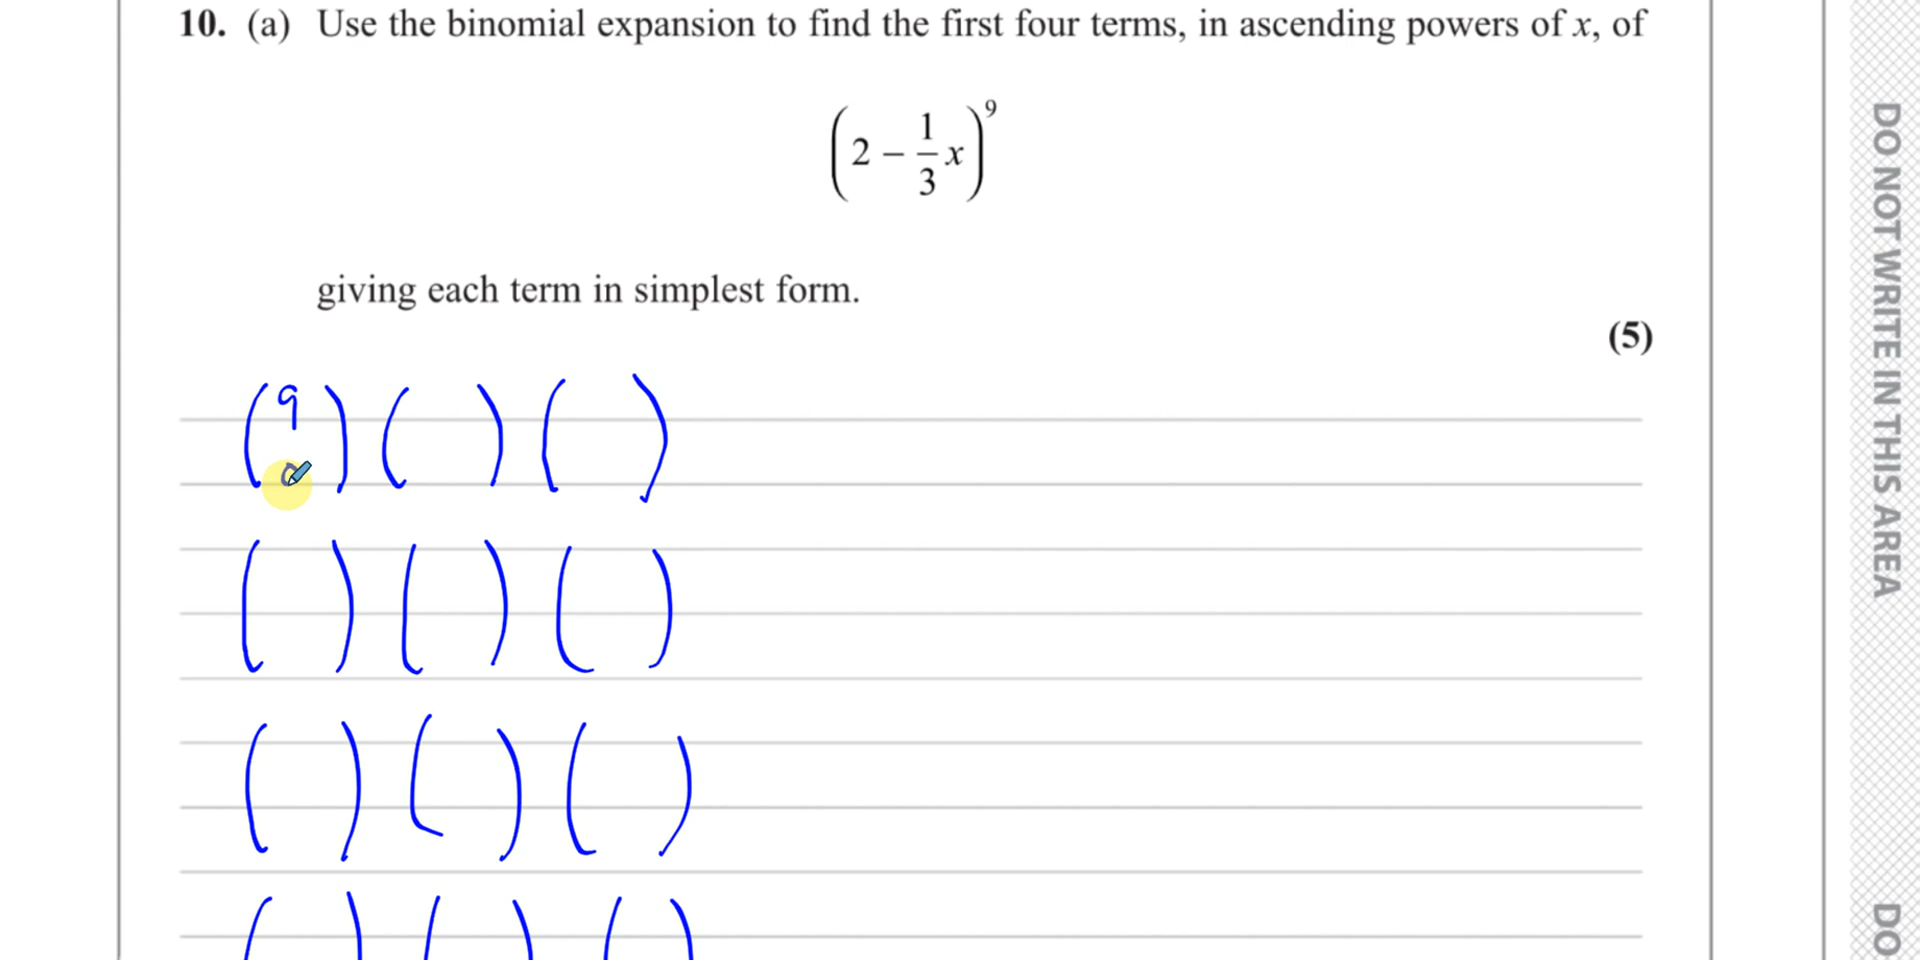 10. (a) Use the binomial expansion to find the first four terms, in ascending powers of x, of
(2 − 1/3 x)^9
giving each term in simplest form.
(5)
(9 ) ( ) ( )
( ) ( ) ( )
( ) ( ) ( )
( ) ( ) ( )
DO NOT WRITE IN THIS AREA
DO